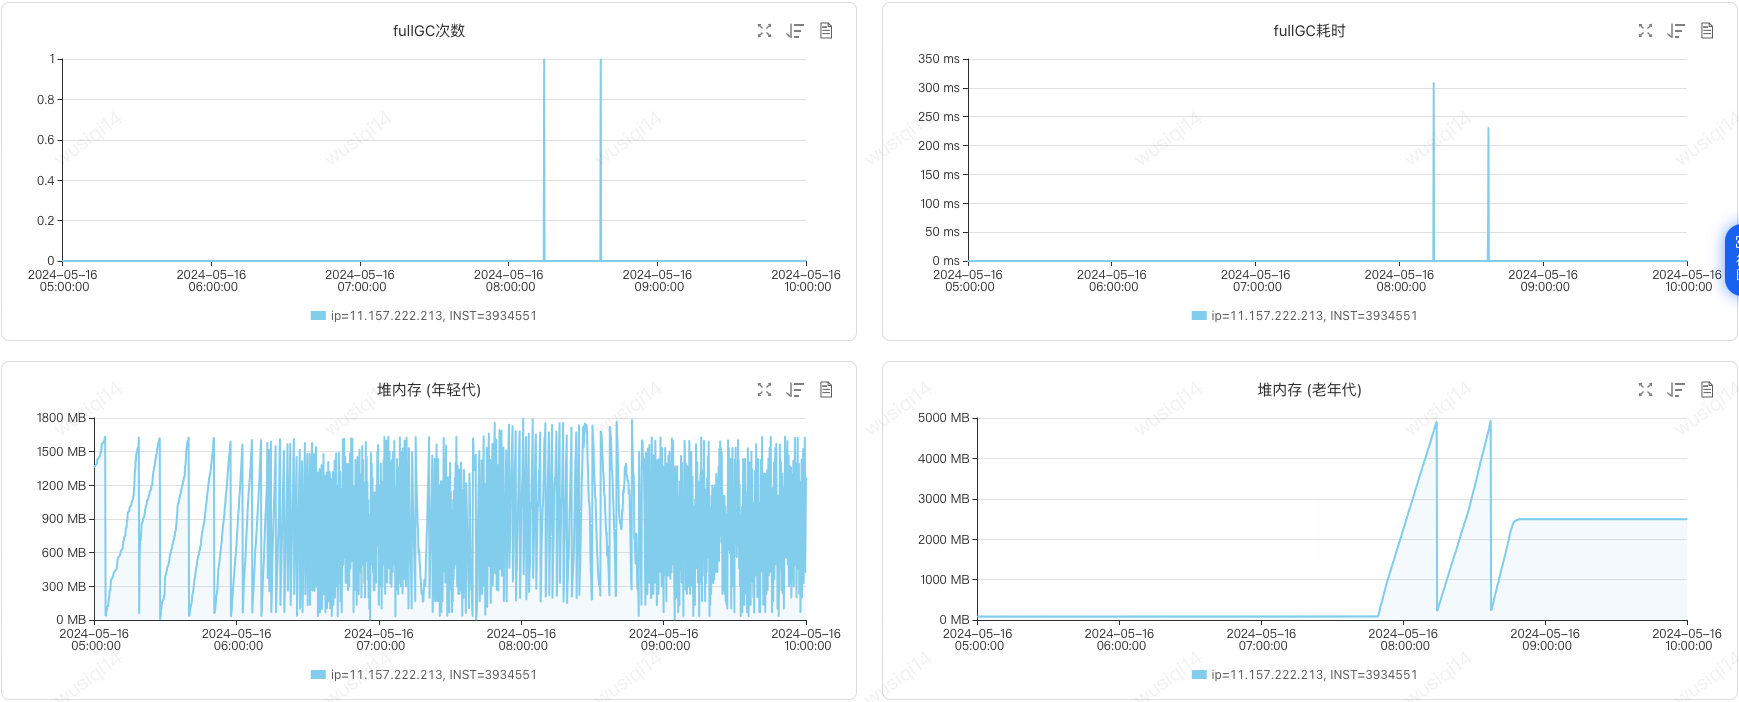 fullGC次数
1
0.8
0.6
0.4
0.2
0
2024-05-16 05:00:00
2024-05-16 06:00:00
2024-05-16 07:00:00
2024-05-16 08:00:00
2024-05-16 09:00:00
2024-05-16 10:00:00
ip=11.157.222.213, INST=3934551
fullGC耗时
350 ms
300 ms
250 ms
200 ms
150 ms
100 ms
50 ms
0 ms
2024-05-16 05:00:00
2024-05-16 06:00:00
2024-05-16 07:00:00
2024-05-16 08:00:00
2024-05-16 09:00:00
2024-05-16 10:00:00
ip=11.157.222.213, INST=3934551
堆内存 (年轻代)
1800 MB
1500 MB
1200 MB
900 MB
600 MB
300 MB
0 MB
2024-05-16 05:00:00
2024-05-16 06:00:00
2024-05-16 07:00:00
2024-05-16 08:00:00
2024-05-16 09:00:00
2024-05-16 10:00:00
ip=11.157.222.213, INST=3934551
堆内存 (老年代)
5000 MB
4000 MB
3000 MB
2000 MB
1000 MB
0 MB
2024-05-16 05:00:00
2024-05-16 06:00:00
2024-05-16 07:00:00
2024-05-16 08:00:00
2024-05-16 09:00:00
2024-05-16 10:00:00
ip=11.157.222.213, INST=3934551
wusiqi14